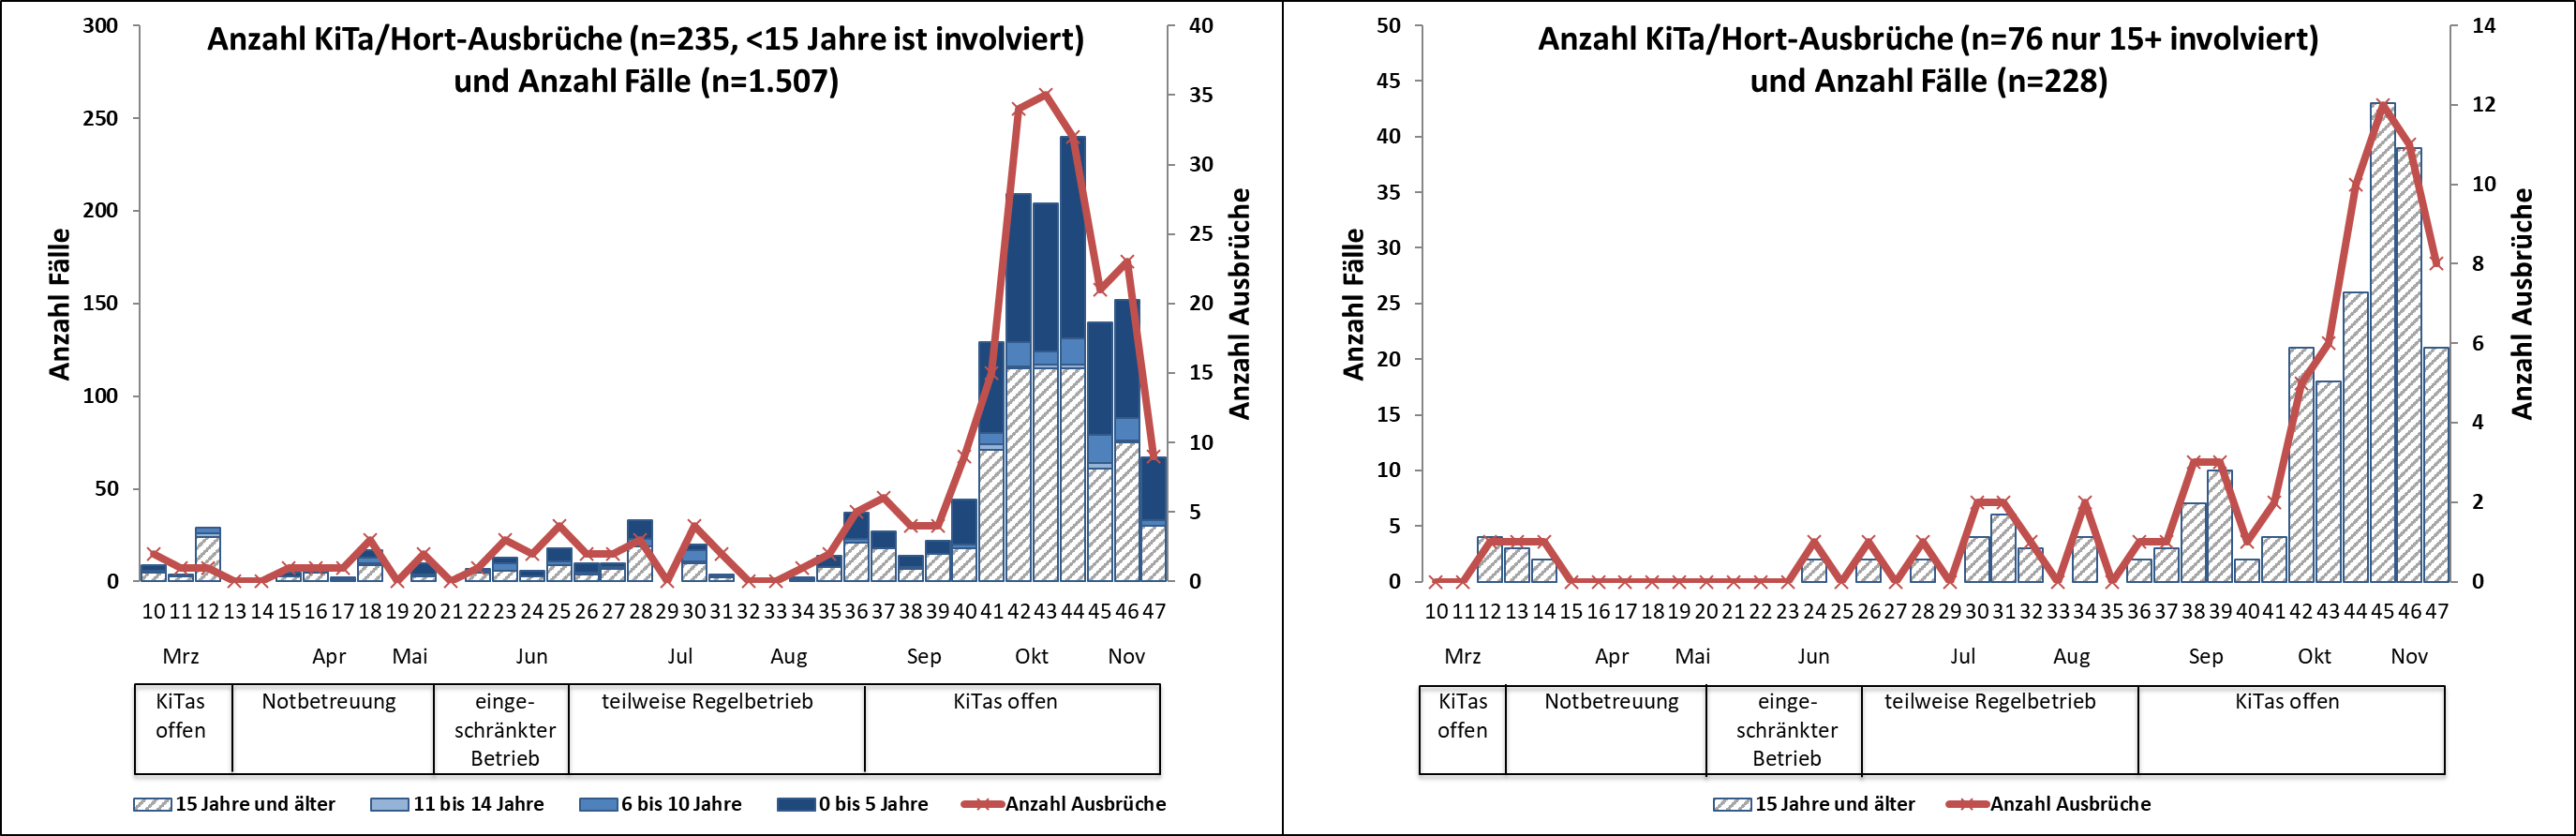 Anzahl KiTa/Hort-Ausbrüche (n=235, <15 Jahre ist involviert)
und Anzahl Fälle (n=1.507)
Anzahl Fälle
300
250
200
150
100
50
0
Anzahl Ausbrüche
40
35
30
25
20
15
10
5
0
10 11 12 13 14 15 16 17 18 19 20 21 22 23 24 25 26 27 28 29 30 31 32 33 34 35 36 37 38 39 40 41 42 43 44 45 46 47
Mrz Apr Mai Jun Jul Aug Sep Okt Nov
KiTas
offen
Notbetreuung
einge-
schränkter
Betrieb
teilweise Regelbetrieb
KiTas offen
15 Jahre und älter 11 bis 14 Jahre 6 bis 10 Jahre 0 bis 5 Jahre Anzahl Ausbrüche
Anzahl KiTa/Hort-Ausbrüche (n=76 nur 15+ involviert)
und Anzahl Fälle (n=228)
Anzahl Fälle
50
45
40
35
30
25
20
15
10
5
0
Anzahl Ausbrüche
14
12
10
8
6
4
2
0
10 11 12 13 14 15 16 17 18 19 20 21 22 23 24 25 26 27 28 29 30 31 32 33 34 35 36 37 38 39 40 41 42 43 44 45 46 47
Mrz Apr Mai Jun Jul Aug Sep Okt Nov
KiTas
offen
Notbetreuung
einge-
schränkter
Betrieb
teilweise Regelbetrieb
KiTas offen
15 Jahre und älter Anzahl Ausbrüche